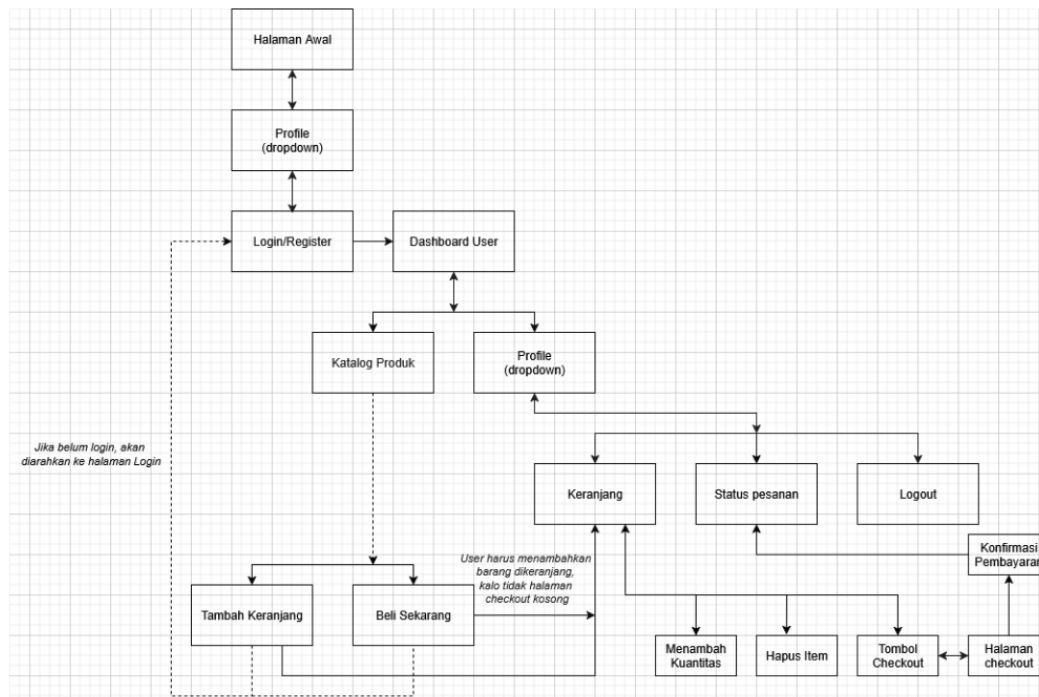 Halaman Awal
Profile
(dropdown)
Login/Register
Dashboard User
Katalog Produk
Profile
(dropdown)
Jika belum login, akan
diarahkan ke halaman Login
Keranjang
Status pesanan
Logout
Konfirmasi
Pembayaran
User harus menambahkan
barang dikeranjang,
kalo tidak halaman
checkout kosong
Tambah Keranjang
Beli Sekarang
Menambah
Kuantitas
Hapus Item
Tombol
Checkout
Halaman
checkout